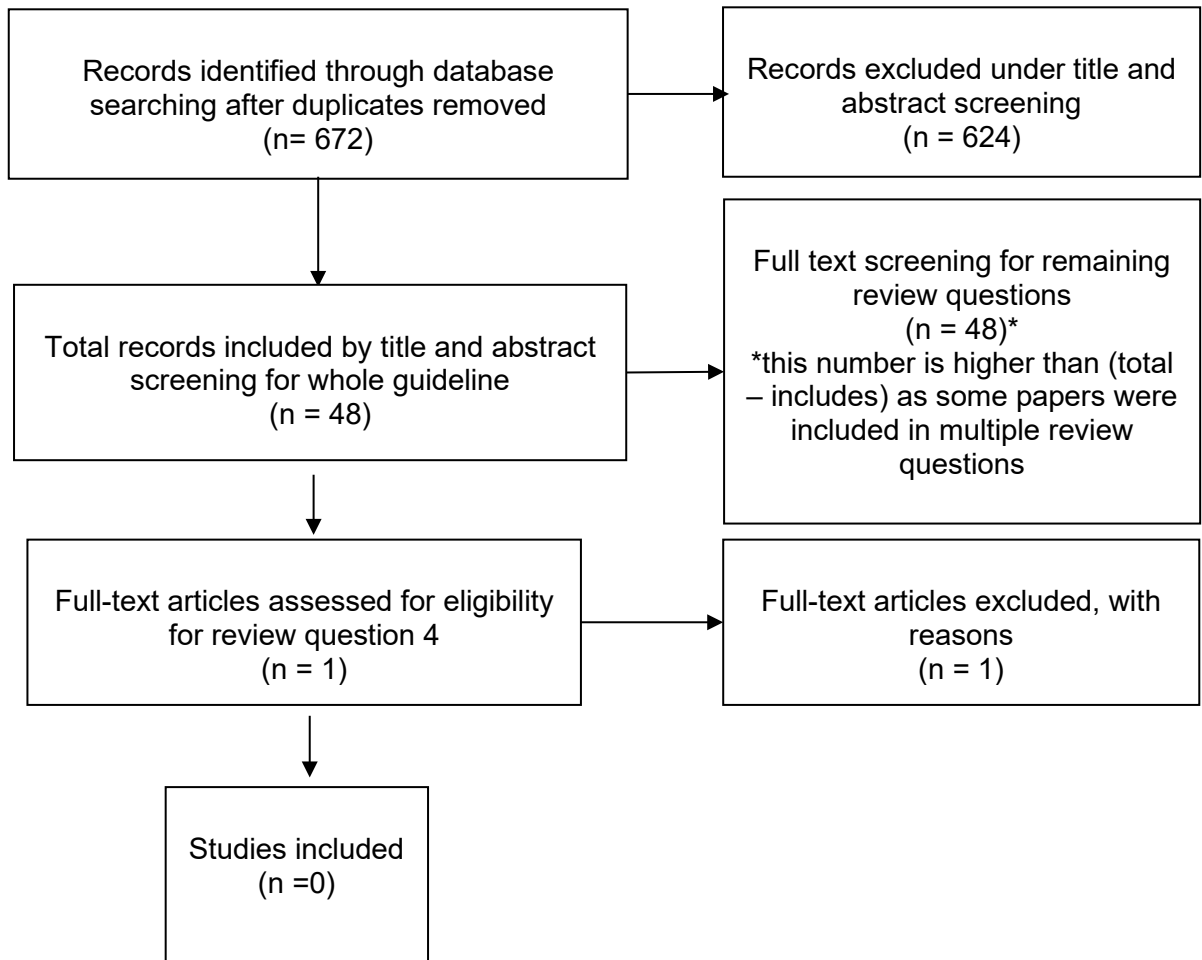 Records identified through database
searching after duplicates removed
(n= 672)
Records excluded under title and
abstract screening
(n = 624)
Total records included by title and abstract
screening for whole guideline
(n = 48)
Full text screening for remaining
review questions
(n = 48)*
*this number is higher than (total
– includes) as some papers were
included in multiple review
questions
Full-text articles assessed for eligibility
for review question 4
(n = 1)
Full-text articles excluded, with
reasons
(n = 1)
Studies included
(n =0)